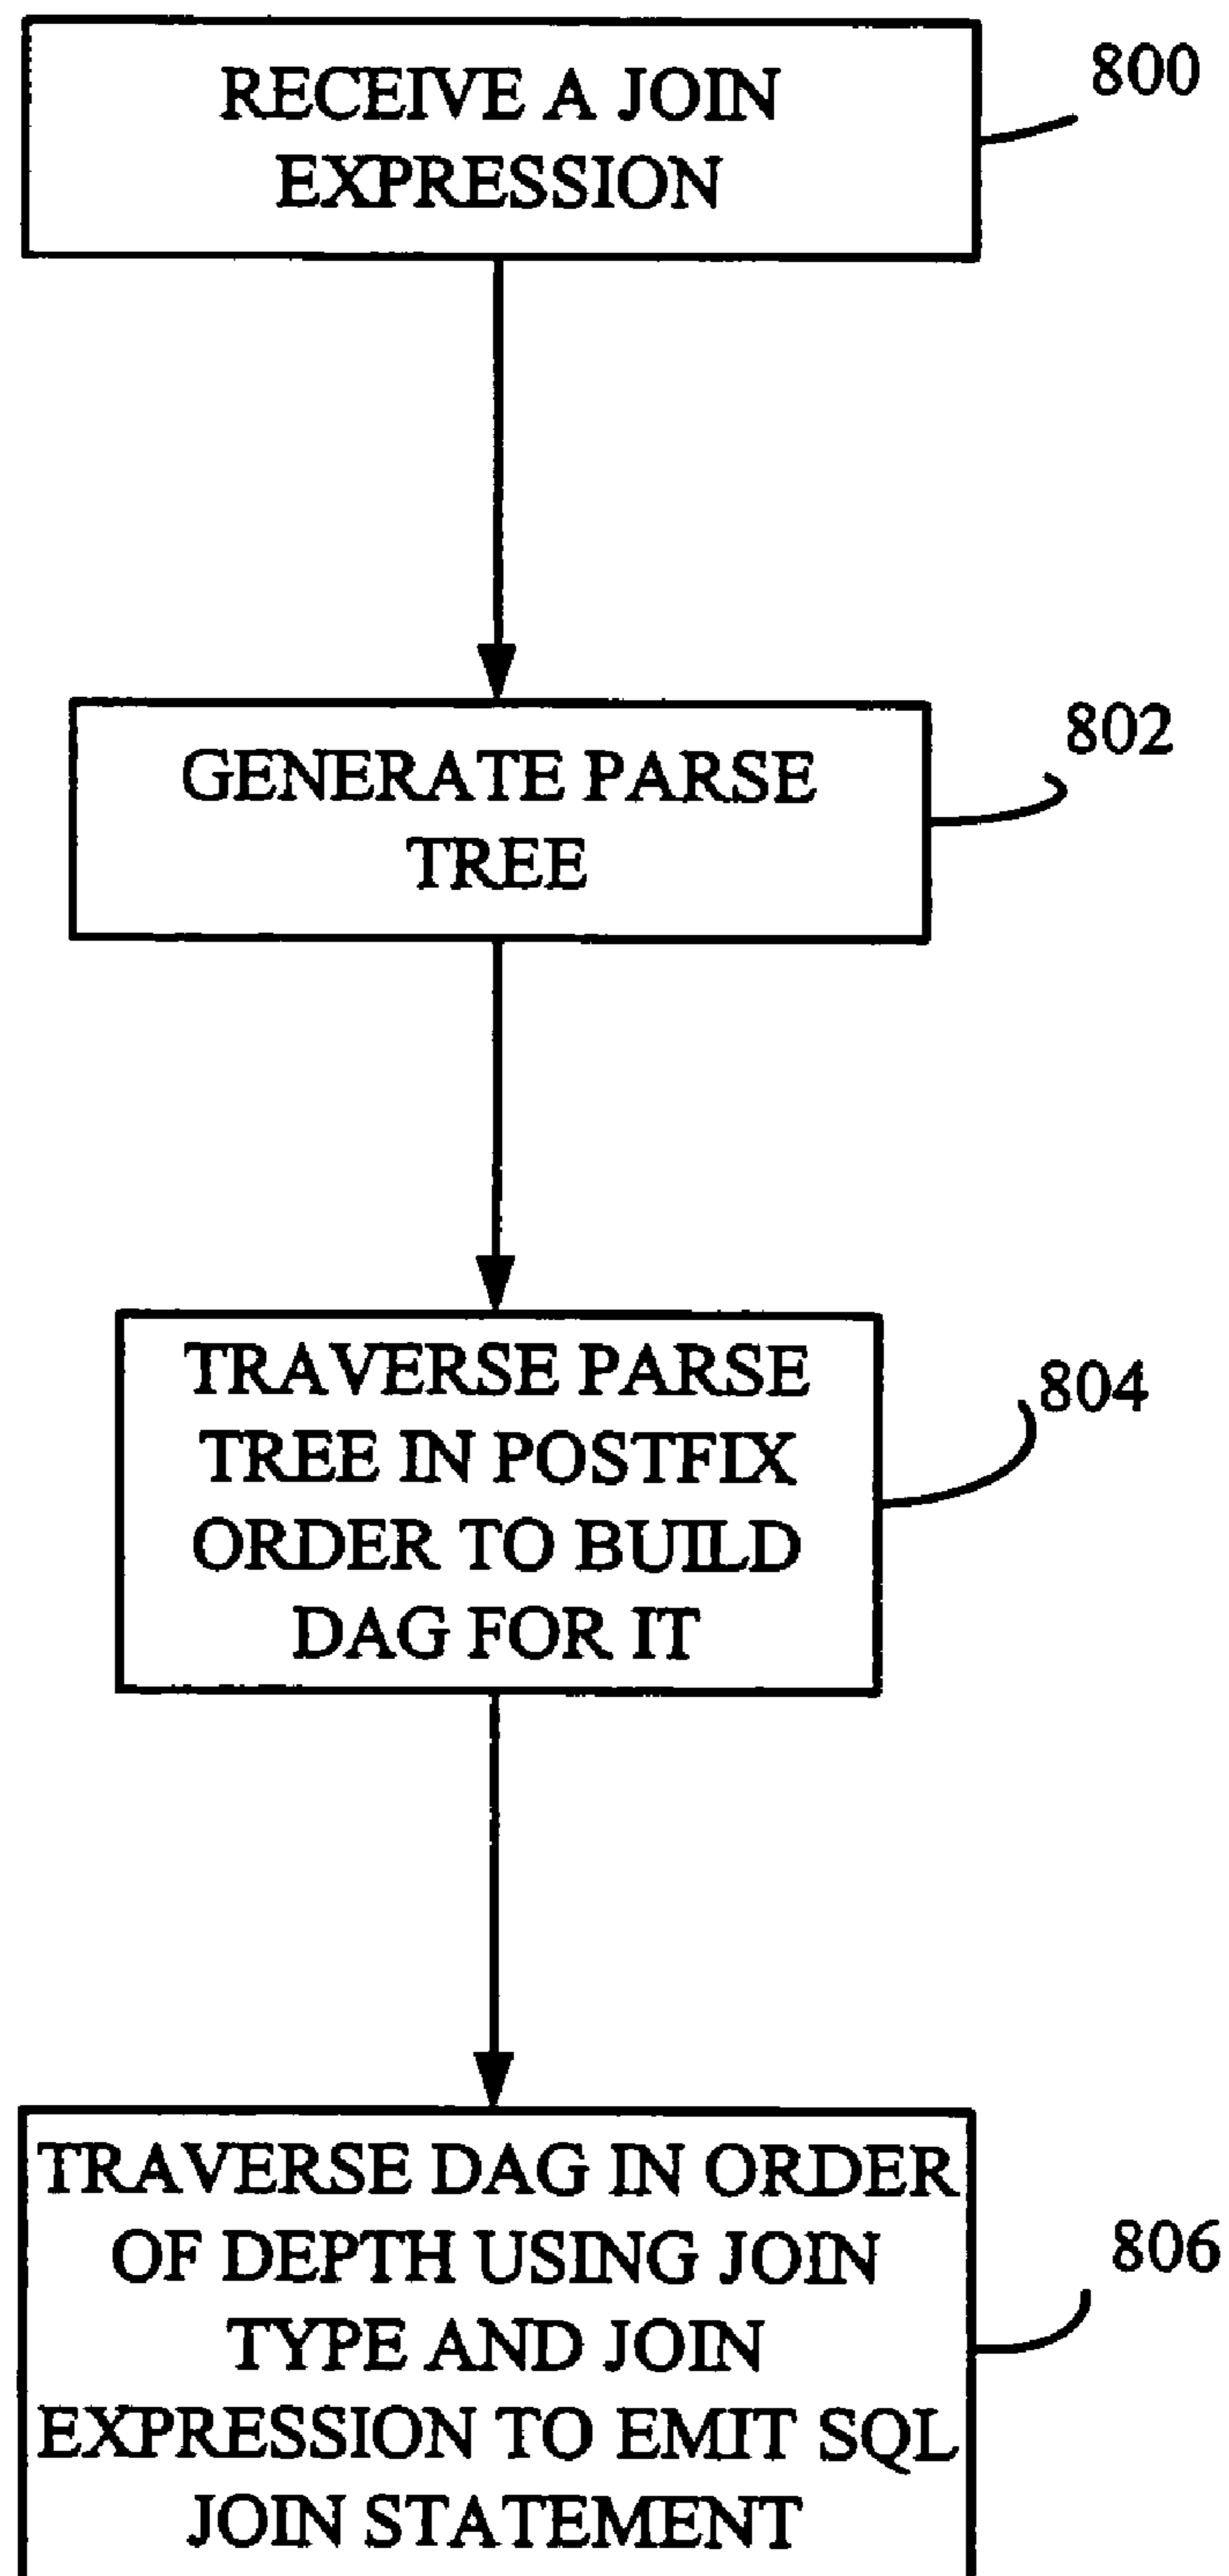 RECEIVE A JOIN
EXPRESSION
800
GENERATE PARSE
TREE
802
TRAVERSE PARSE
TREE IN POSTFIX
ORDER TO BUILD
DAG FOR IT
804
TRAVERSE DAG IN ORDER
OF DEPTH USING JOIN
TYPE AND JOIN
EXPRESSION TO EMIT SQL
JOIN STATEMENT
806